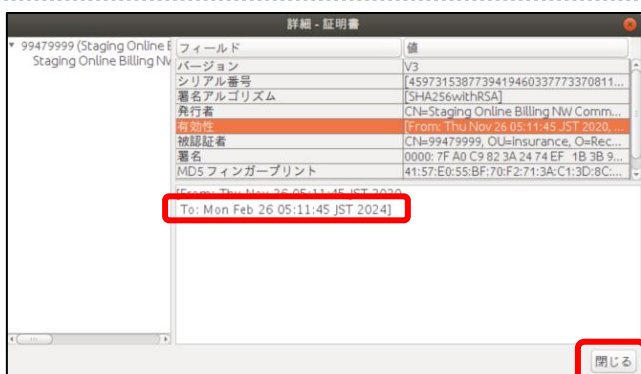 詳細 - 証明書
99479999 (Staging Online E
Staging Online Billing NW
フィールド 値
バージョン V3
シリアル番号 [459731538773941946033777337081 1...
署名アルゴリズム [SHA256withRSA]
発行者 CN=Staging Online Billing NW Comm...
有効性 [From: Thu Nov 26 05:11:45 JST 2020, ...
被認証者 CN=99479999, OU=insurance, O=Rec...
署名 0000: 7F A0 C9 82 3A 24 74 EF 1B 3B 9...
MD5フィンガープリント 41:57:E0:55:BF:70:F2:71:3A:C1:3D:8C:...
[From: Thu Nov 26 05:11:45 JST 2020,
To: Mon Feb 26 05:11:45 JST 2024]
閉じる